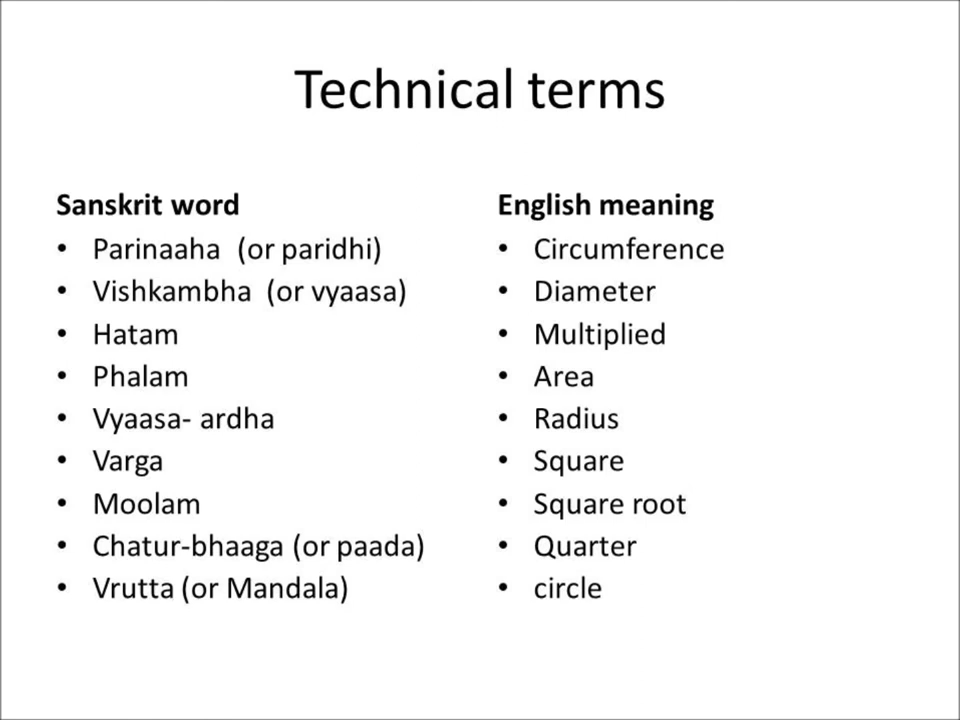 Technical terms
Sanskrit word
• Parinaaha (or paridhi)
• Vishkambha (or vyaasa)
• Hatam
• Phalam
• Vyaasa- ardha
• Varga
• Moolam
• Chatur-bhaaga (or paada)
• Vrutta (or Mandala)
English meaning
• Circumference
• Diameter
• Multiplied
• Area
• Radius
• Square
• Square root
• Quarter
• circle